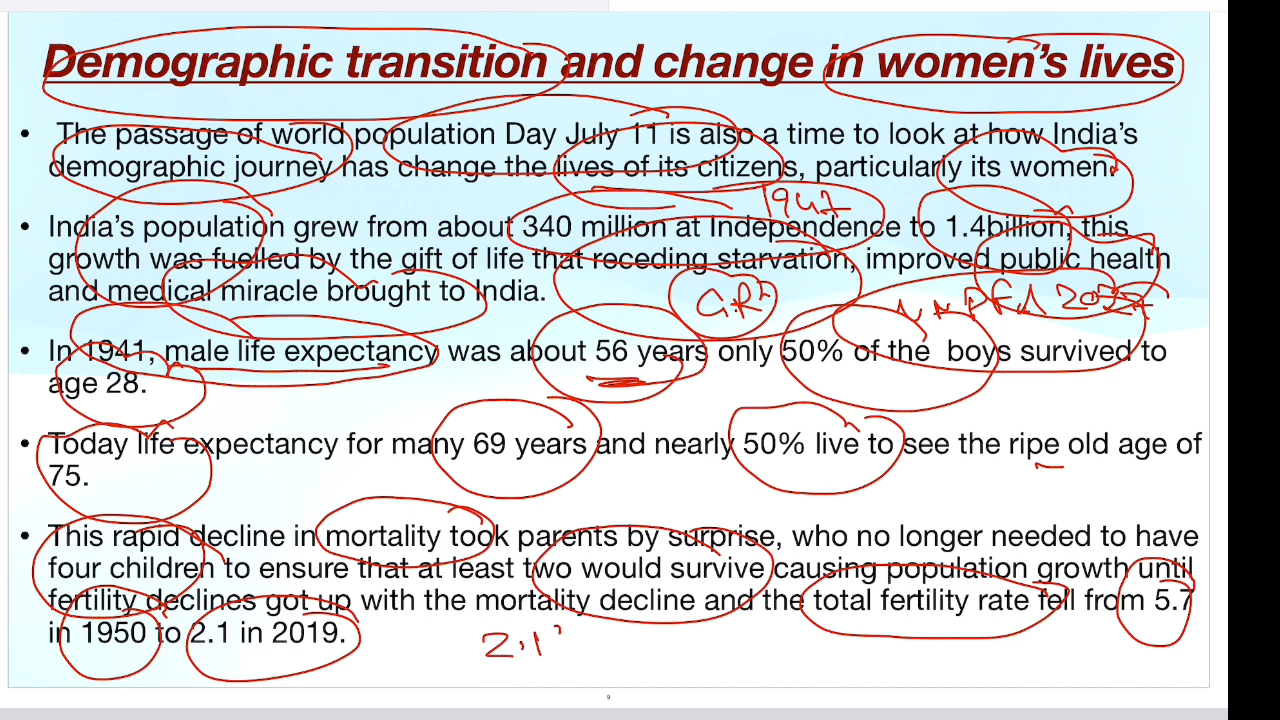 Demographic transition and change in women's lives
• The passage of world population Day July 11 is also a time to look at how India's
demographic journey has change the lives of its citizens, particularly its women.
1947
• India's population grew from about 340 million at Independence to 1.4billion, this
growth was fuelled by the gift of life that receding starvation, improved public health
and medical miracle brought to India.
• In 1941, male life expectancy was about 56 years only 50% of the boys survived to
age 28.
• Today life expectancy for many 69 years and nearly 50% live to see the ripe old age of
75.
• This rapid decline in mortality took parents by surprise, who no longer needed to have
four children to ensure that at least two would survive causing population growth until
fertility declines got up with the mortality decline and the total fertility rate fell from 5.7
in 1950 to 2.1 in 2019.
2.1
9